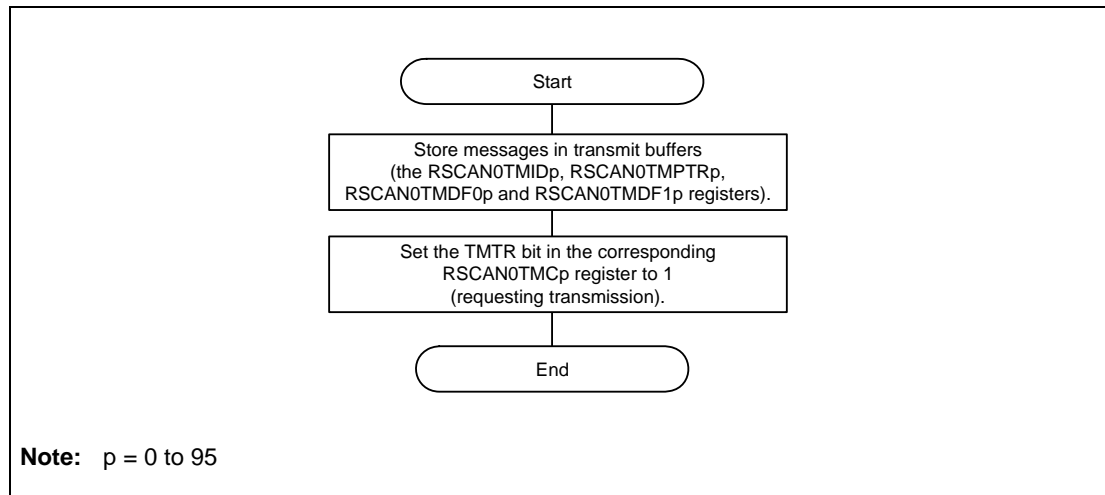 Start
Store messages in transmit buffers
(the RSCAN0TMIDp, RSCAN0TMPTRp,
RSCAN0TMDF0p and RSCAN0TMDF1p registers).
Set the TMTR bit in the corresponding
RSCAN0TMCp register to 1
(requesting transmission).
End
Note: p = 0 to 95